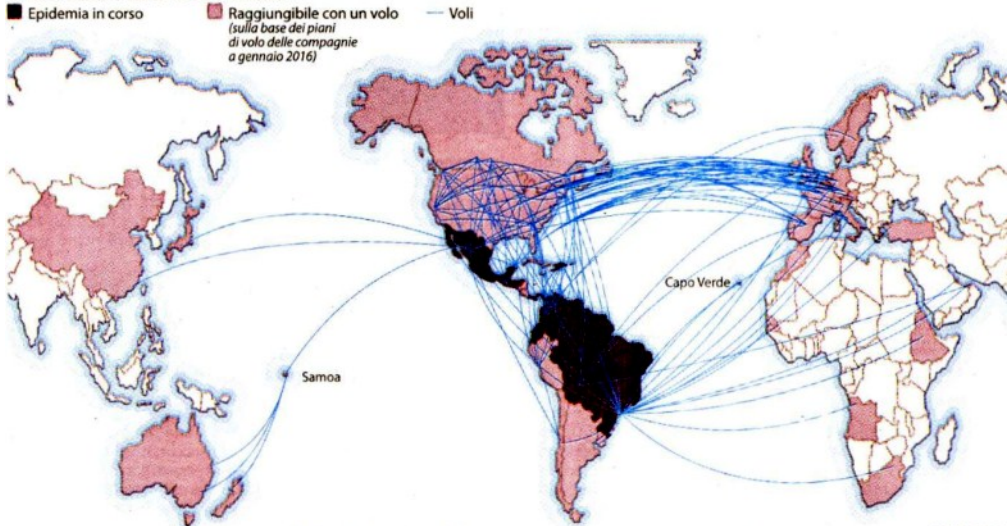 Epidemia in corso
Raggiungibile con un volo
(sulla base dei piani
di volo delle compagnie
a gennaio 2016)
Voli
Capo Verde
Samoa